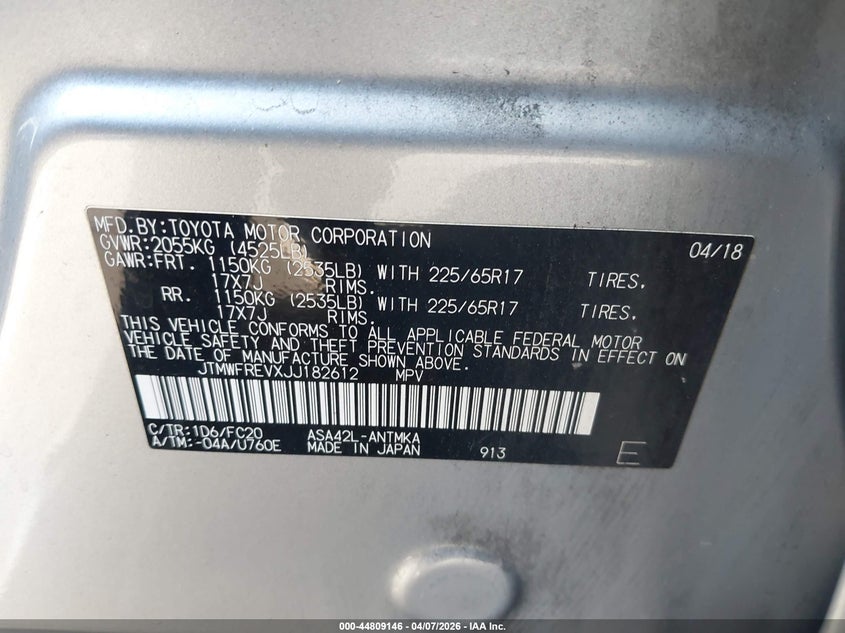 MFD.BY:TOYOTA MOTOR CORPORATION 04/18
GVWR:2055KG (4525LB)
GAWR:FRT. 1150KG (2535LB) WITH 225/65R17 TIRES.
17X7J RIMS.
RR. 1150KG (2535LB) WITH 225/65R17 TIRES.
17X7J RIMS.
THIS VEHICLE CONFORMS TO ALL APPLICABLE FEDERAL MOTOR
VEHICLE SAFETY AND THEFT PREVENTION STANDARDS IN EFFECT ON
THE DATE OF MANUFACTURE SHOWN ABOVE.
JTMWFREVXJJ182612 MPV
C/TR:1D6/FC20 ASA42L-ANTMKA
A/TM:-04A/U760E MADE IN JAPAN 913 E
000-44809146 - 04/07/2026 - IAA Inc.